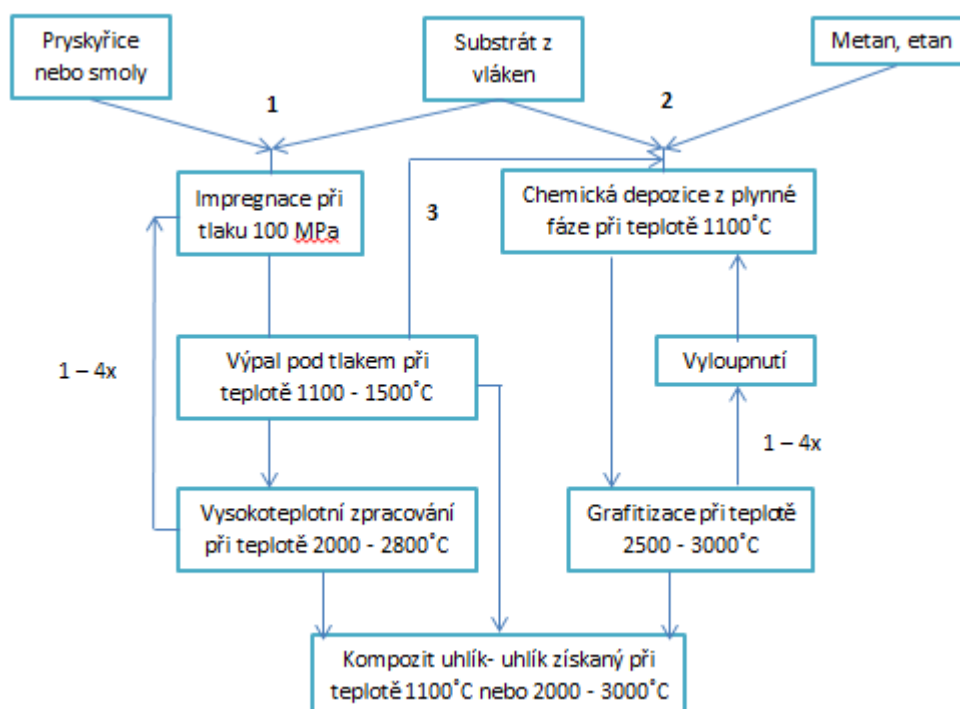 Pryskyřice
nebo smoly
Substrát z
vláken
Metan, etan
1
2
Impregnace při
tlaku 100 MPa
3
Chemická depozice z plynné
fáze při teplotě 1100˚C
1 – 4x
Výpal pod tlakem při
teplotě 1100 - 1500˚C
Vyloupnutí
1 – 4x
Vysokoteplotní zpracování
při teplotě 2000 - 2800˚C
Grafitizace při teplotě
2500 - 3000˚C
Kompozit uhlík- uhlík získaný při
teplotě 1100˚C nebo 2000 - 3000˚C